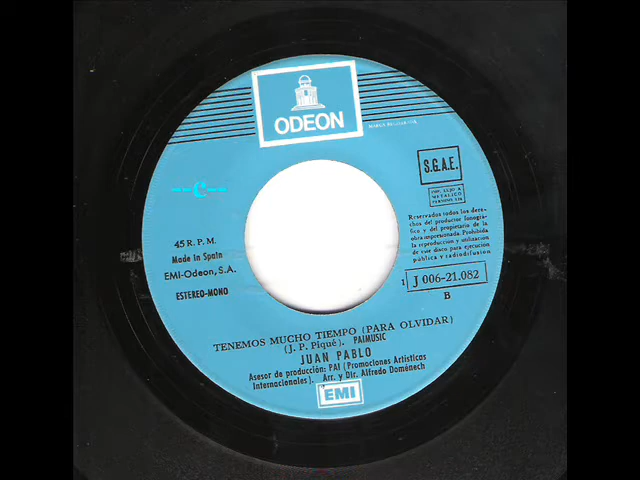 ODEON
S.G.A.E.
--C--
Reservados todos los dere-
chos del productor fonográ-
fico y del propietario de la
obra impresionada. Prohibida
la reproducción y utilización
de este disco para ejecución
pública y radiodifusión
45 R. P. M.
Made in Spain
EMI-Odeon, S.A.
ESTEREO-MONO
1 J 006-21.082
B
TENEMOS MUCHO TIEMPO (PARA OLVIDAR)
(J. P. Piqué). PAIMUSIC
JUAN PABLO
Asesor de producción: PAI (Promociones Artísticas
Internacionales). Arr. y Dir. Alfredo Doménech
EMI